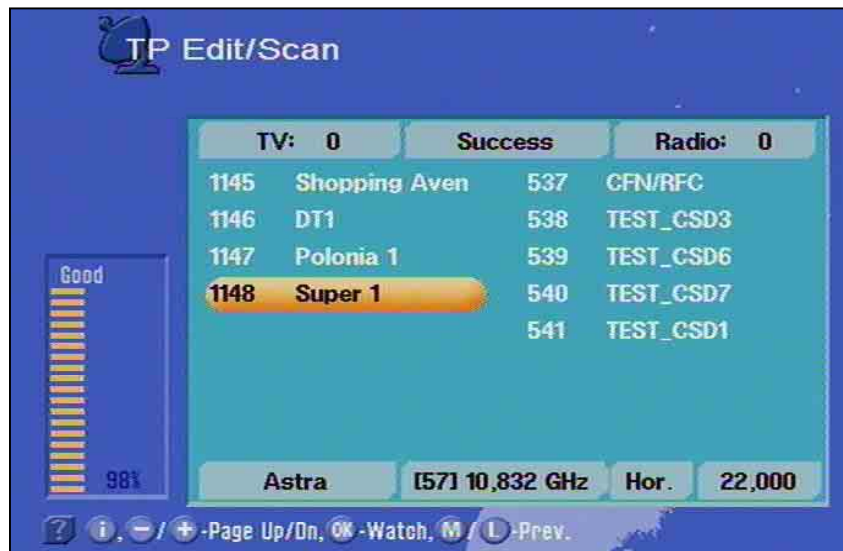 TP Edit/Scan
TV: 0 Success Radio: 0
1145 Shopping Aven 537 CFN/RFC
1146 DT1 538 TEST_CSD3
1147 Polonia 1 539 TEST_CSD6
1148 Super 1 540 TEST_CSD7
541 TEST_CSD1
Good
98%
Astra [57] 10,832 GHz Hor. 22,000
? i, -/+ -Page Up/Dn, OK -Watch, M/L -Prev.